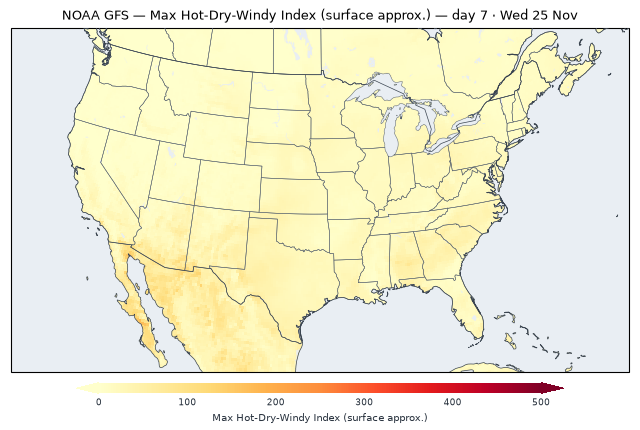 NOAA GFS — Max Hot-Dry-Windy Index (surface approx.) — day 7 · Wed 25 Nov
0 100 200 300 400 500
Max Hot-Dry-Windy Index (surface approx.)